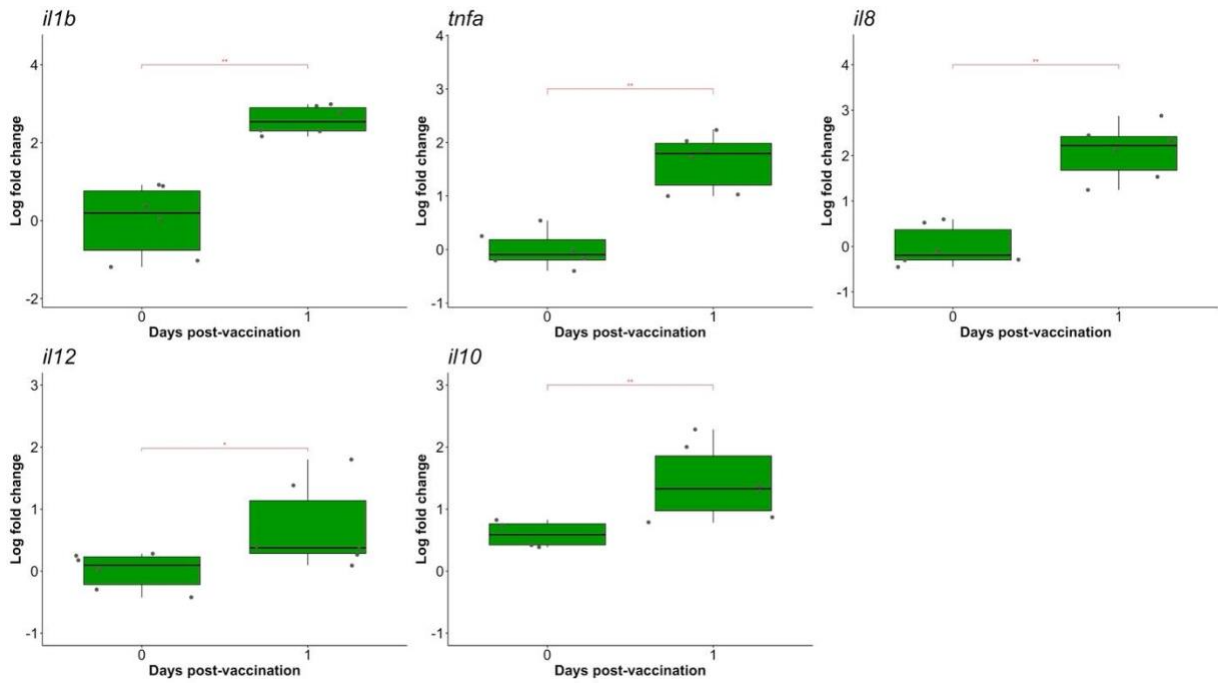 il1b
4
**
2
0
-2
Log fold change
0
1
Days post-vaccination
tnfa
4
3
**
2
1
0
-1
Log fold change
0
1
Days post-vaccination
il8
4
**
3
2
1
0
-1
Log fold change
0
1
Days post-vaccination
il12
3
2
*
1
0
-1
Log fold change
0
1
Days post-vaccination
il10
3
**
2
1
0
-1
Log fold change
0
1
Days post-vaccination